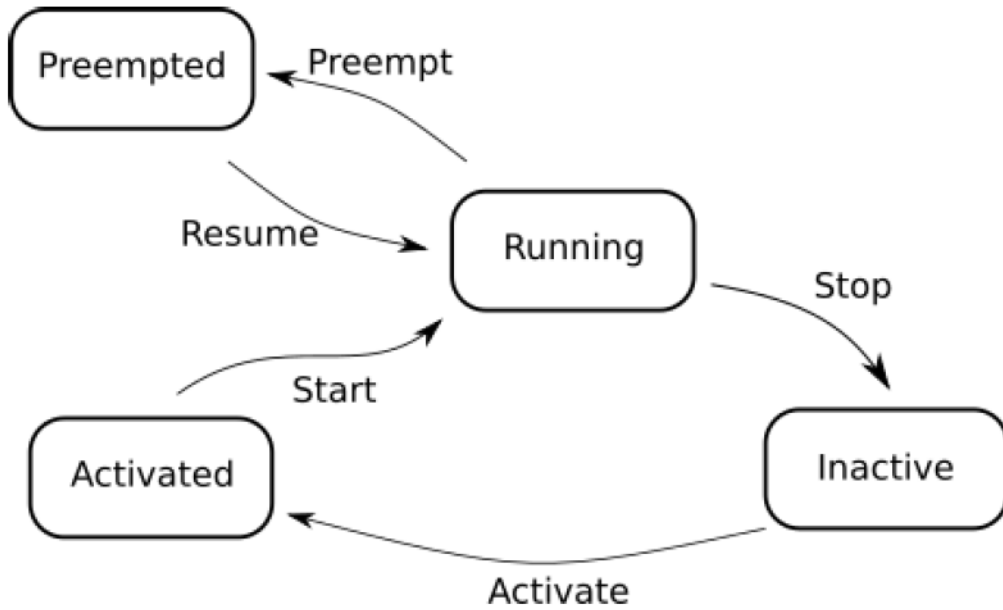 Preempted
Preempt
Resume
Running
Stop
Start
Activated
Inactive
Activate